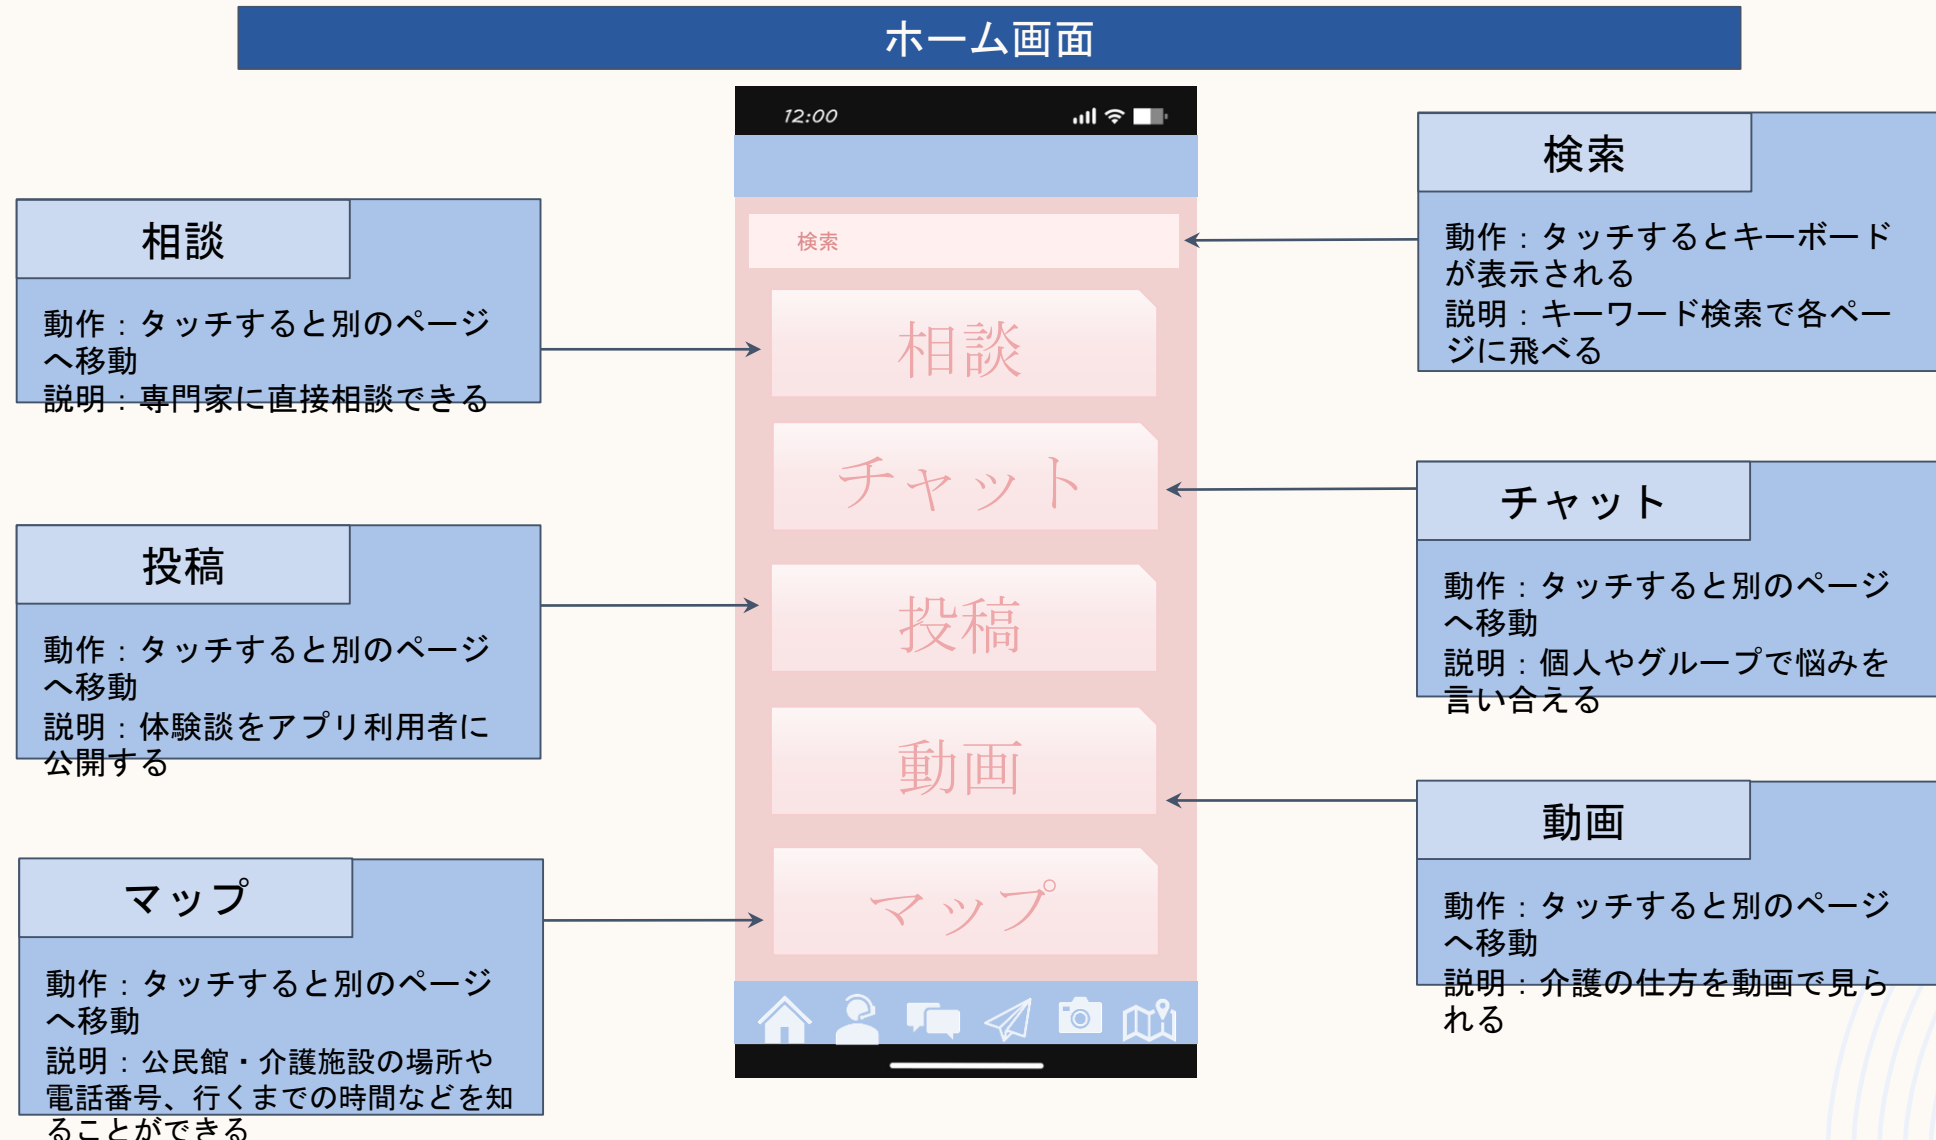 ホーム画面
相談
動作：タッチすると別のページ
へ移動
説明：専門家に直接相談できる
投稿
動作：タッチすると別のページ
へ移動
説明：体験談をアプリ利用者に
公開する
マップ
動作：タッチすると別のページ
へ移動
説明：公民館・介護施設の場所や
電話番号、行くまでの時間などを知
ることができる
12:00
検索
相談
チャット
投稿
動画
マップ
検索
動作：タッチするとキーボード
が表示される
説明：キーワード検索で各ペー
ジに飛べる
チャット
動作：タッチすると別のページ
へ移動
説明：個人やグループで悩みを
言い合える
動画
動作：タッチすると別のページ
へ移動
説明：介護の仕方を動画で見ら
れる